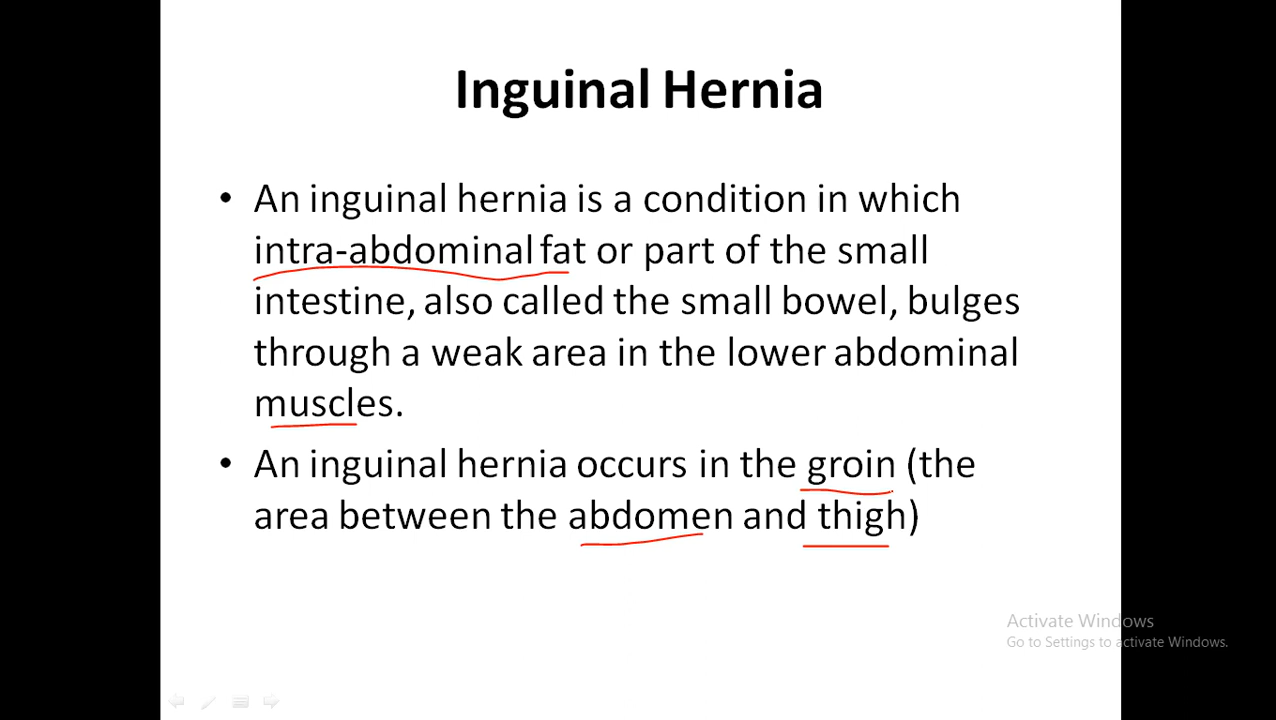 Inguinal Hernia
• An inguinal hernia is a condition in which
intra-abdominal fat or part of the small
intestine, also called the small bowel, bulges
through a weak area in the lower abdominal
muscles.
• An inguinal hernia occurs in the groin (the
area between the abdomen and thigh)
Activate Windows
Go to Settings to activate Windows.